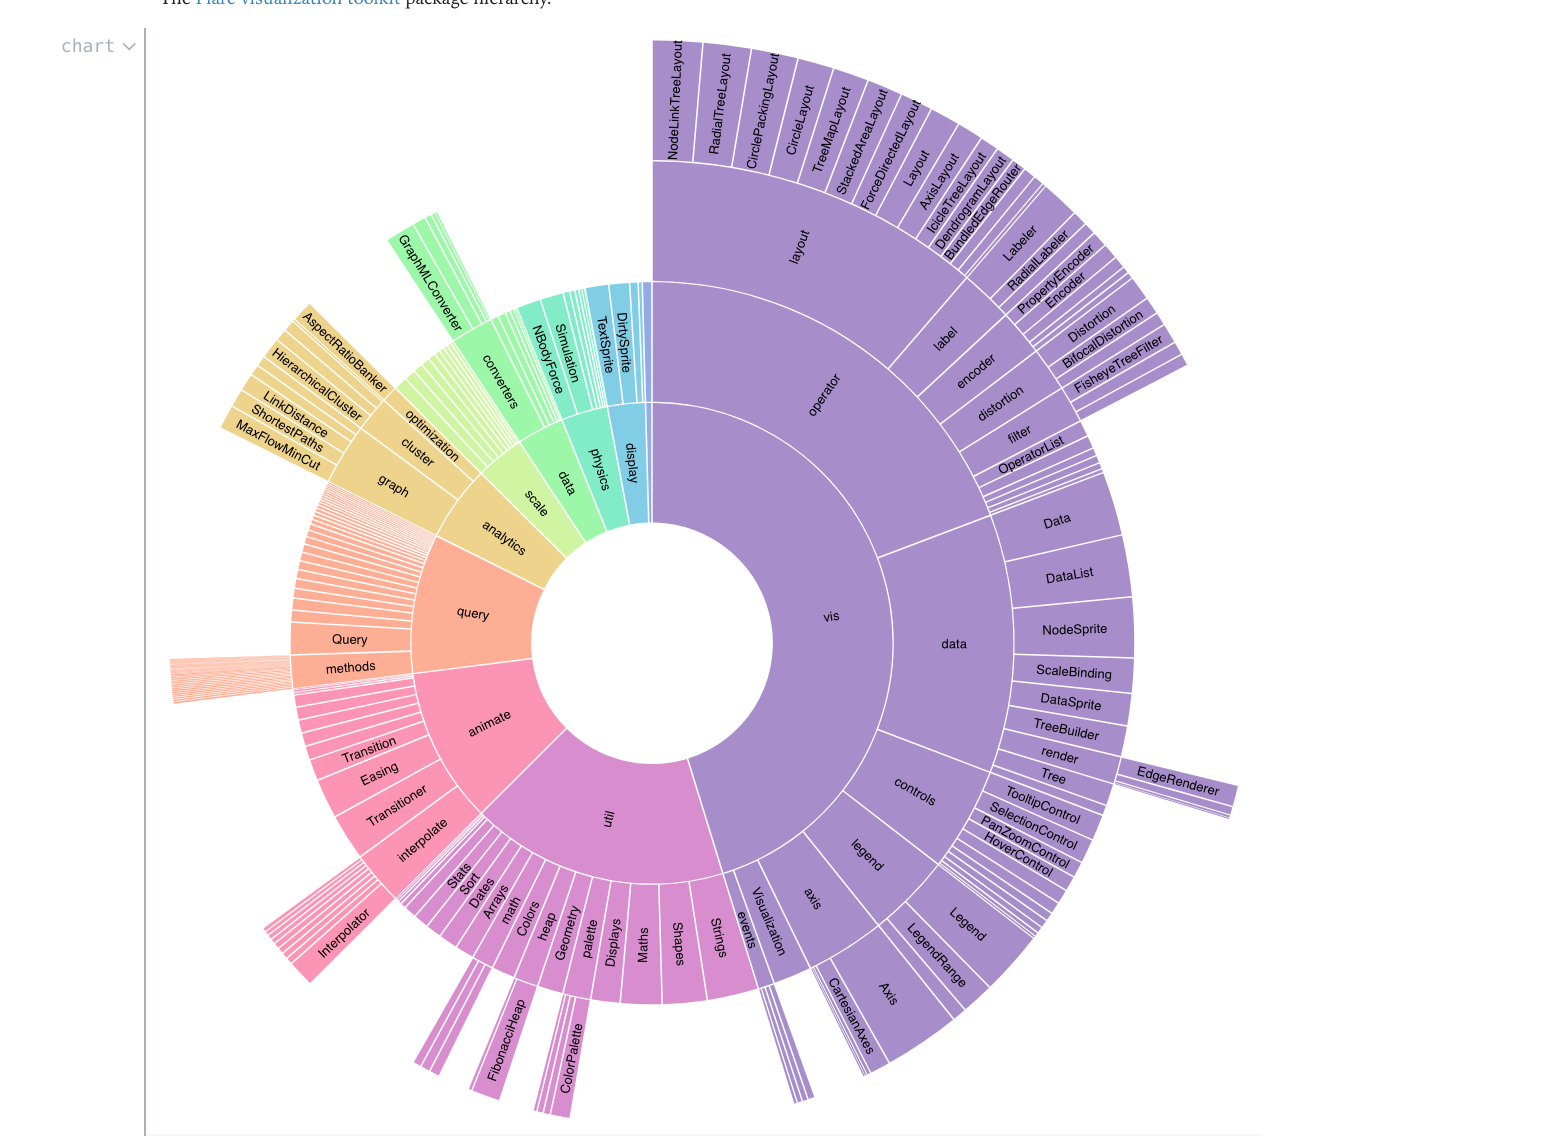 The Flare visualization toolkit package hierarchy.
chart
NodeLinkTreeLayout
RadialTreeLayout
CirclePackingLayout
CircleLayout
TreeMapLayout
StackedAreaLayout
ForceDirectedLayout
Layout
AxisLayout
IcicleTreeLayout
DendrogramLayout
BundledEdgeRouter
layout
Labeler
RadialLabeler
label
PropertyEncoder
Encoder
encoder
Distortion
BifocalDistortion
distortion
FisheyeTreeFilter
filter
OperatorList
operator
vis
Data
DataList
NodeSprite
ScaleBinding
DataSprite
TreeBuilder
render
EdgeRenderer
Tree
data
TooltipControl
SelectionControl
PanZoomControl
HoverControl
controls
Legend
LegendRange
legend
Axis
CartesianAxes
axis
Visualization
events
util
Strings
Shapes
Maths
Displays
palette
ColorPalette
Geometry
heap
FibonacciHeap
Colors
math
Arrays
Dates
Sort
Stats
animate
interpolate
Interpolator
Transitioner
Easing
Transition
query
methods
Query
analytics
graph
MaxFlowMinCut
ShortestPaths
LinkDistance
cluster
HierarchicalCluster
optimization
AspectRatioBanker
scale
data
converters
GraphMLConverter
physics
NBodyForce
Simulation
display
TextSprite
DirtySprite